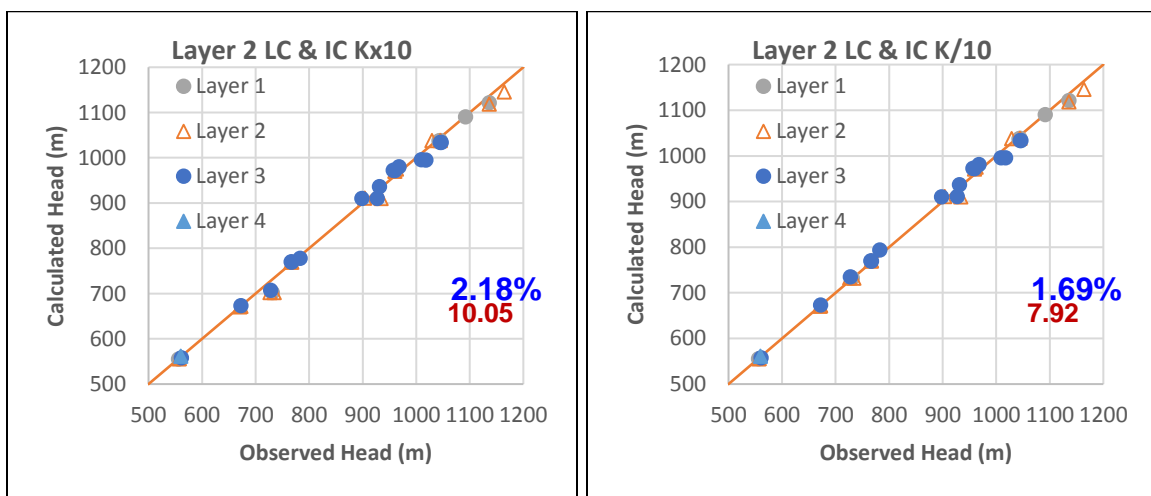 Layer 2 LC & IC Kx10
1200
1100
1000
900
800
700
600
500
Calculated Head (m)
Layer 1
Layer 2
Layer 3
Layer 4
2.18%
10.05
500 600 700 800 900 1000 1100 1200
Observed Head (m)
Layer 2 LC & IC K/10
1200
1100
1000
900
800
700
600
500
Calculated Head (m)
Layer 1
Layer 2
Layer 3
Layer 4
1.69%
7.92
500 600 700 800 900 1000 1100 1200
Observed Head (m)